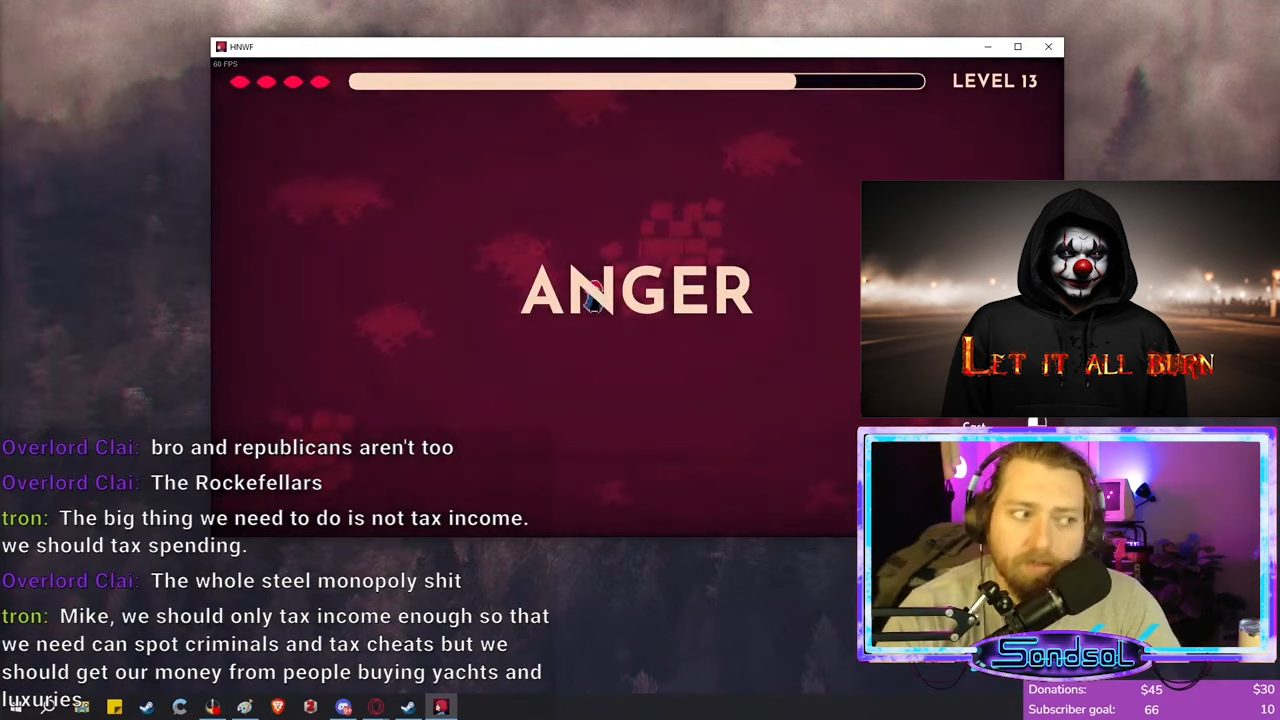 HNWF
60 FPS
LEVEL 13
ANGER
LET IT ALL BURN
Overlord Clai: bro and republicans aren't too
Overlord Clai: The Rockefellars
tron: The big thing we need to do is not tax income.
we should tax spending.
Overlord Clai: The whole steel monopoly shit
tron: Mike, we should only tax income enough so that
we need can spot criminals and tax cheats but we
should get our money from people buying yachts and
luxuries.
Sondsol
Donations: $45 $30
Subscriber goal: 66 10